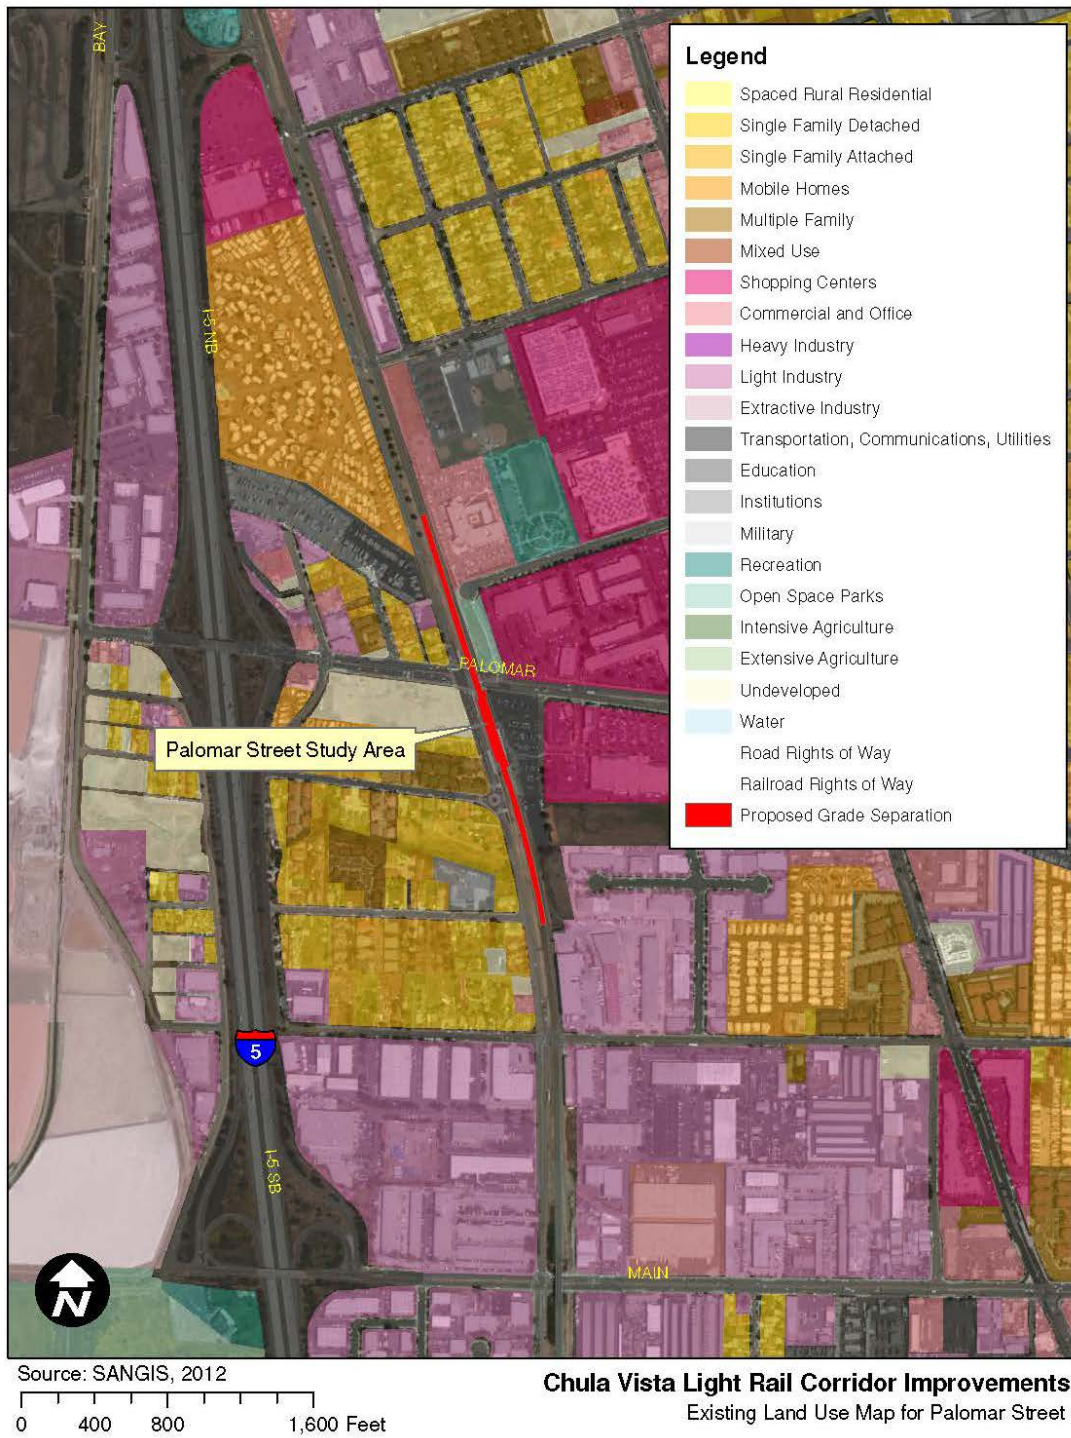 BAY
I-5 NB
Legend
Spaced Rural Residential
Single Family Detached
Single Family Attached
Mobile Homes
Multiple Family
Mixed Use
Shopping Centers
Commercial and Office
Heavy Industry
Light Industry
Extractive Industry
Transportation, Communications, Utilities
Education
Institutions
Military
Recreation
Open Space Parks
Intensive Agriculture
Extensive Agriculture
Undeveloped
Water
Road Rights of Way
Railroad Rights of Way
Proposed Grade Separation
PALOMAR
Palomar Street Study Area
5
I-5 SB
MAIN
N
Source: SANGIS, 2012
0 400 800 1,600 Feet
Chula Vista Light Rail Corridor Improvements
Existing Land Use Map for Palomar Street